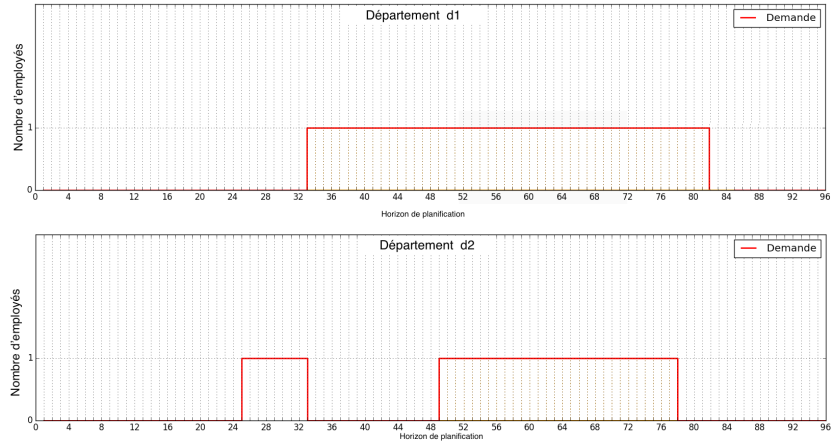 Département d1
Demande
Nombre d'employés
1
0
0 4 8 12 16 20 24 28 32 36 40 44 48 52 56 60 64 68 72 76 80 84 88 92 96
Horizon de planification
Département d2
Demande
Nombre d'employés
1
0
0 4 8 12 16 20 24 28 32 36 40 44 48 52 56 60 64 68 72 76 80 84 88 92 96
Horizon de planification